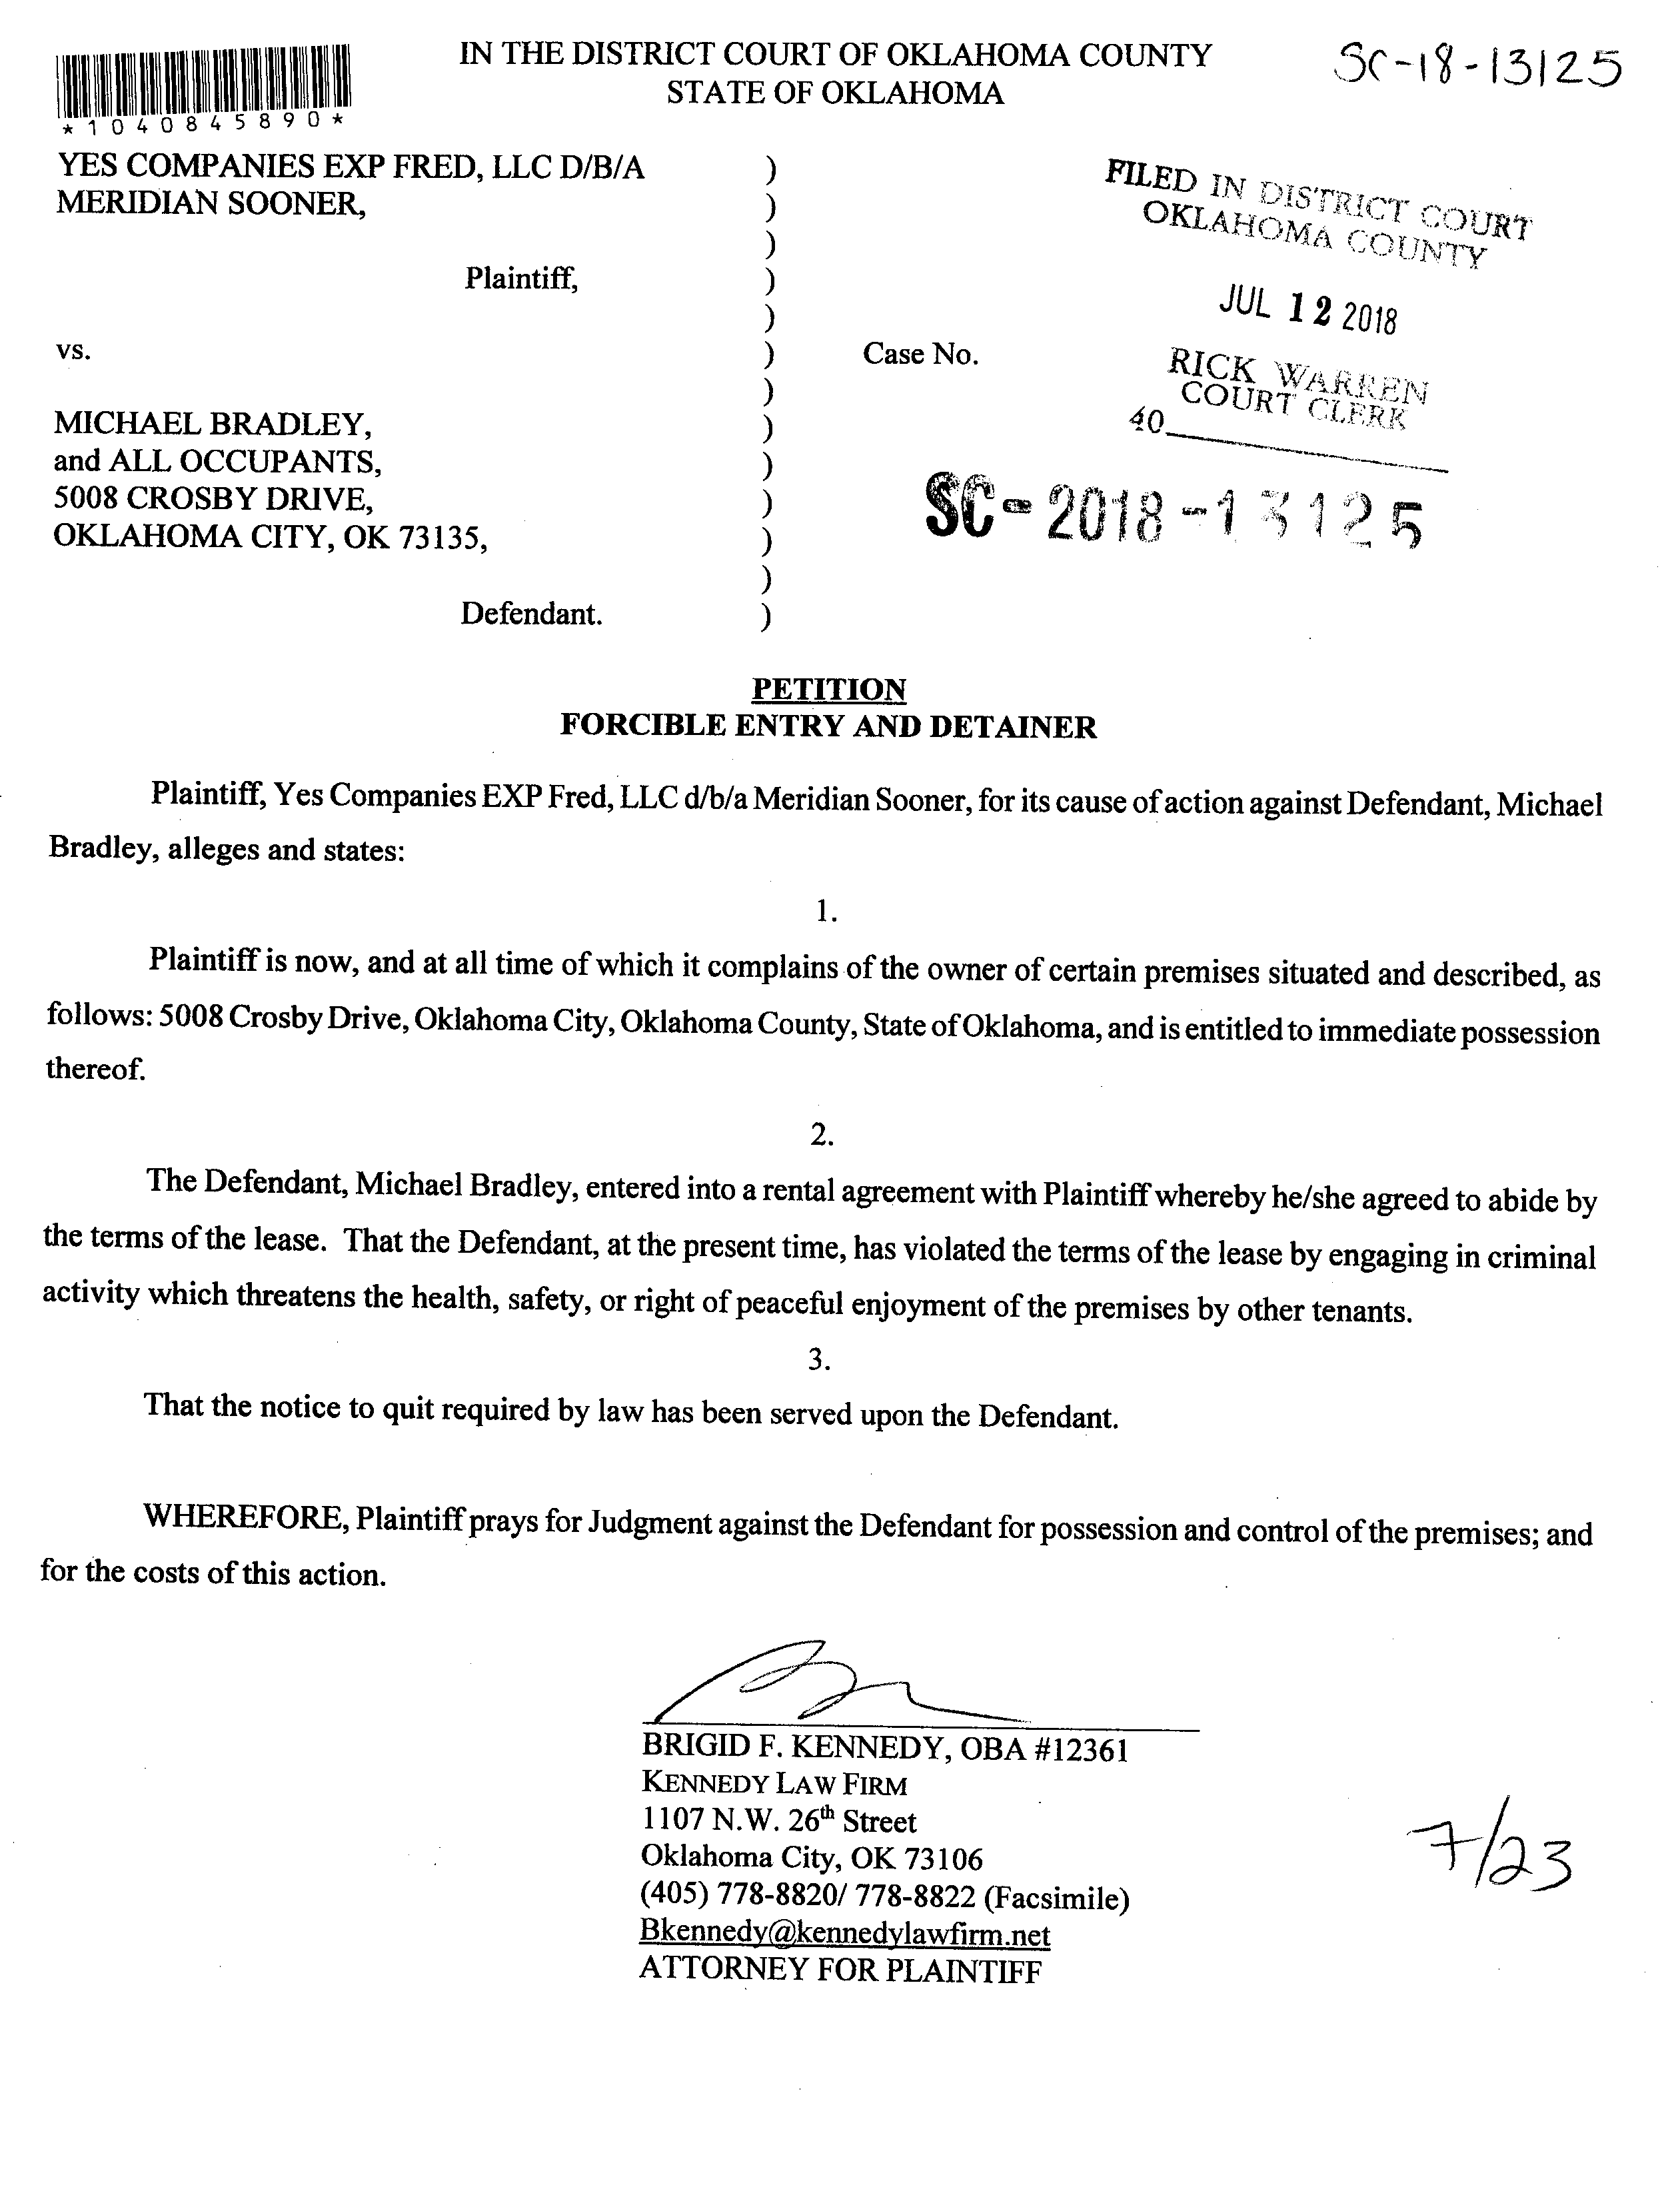 IN THE DISTRICT COURT OF OKLAHOMA COUNTY
STATE OF OKLAHOMA
SC-18-13125
*1040845890*
YES COMPANIES EXP FRED, LLC D/B/A )
MERIDIAN SOONER, )
)
Plaintiff, )
)
vs. ) Case No.
)
MICHAEL BRADLEY, )
and ALL OCCUPANTS, )
5008 CROSBY DRIVE, )
OKLAHOMA CITY, OK 73135, )
)
Defendant. )
FILED IN DISTRICT COURT
OKLAHOMA COUNTY
JUL 12 2018
RICK WARREN
COURT CLERK
40
SC-2018-13125
PETITION
FORCIBLE ENTRY AND DETAINER
Plaintiff, Yes Companies EXP Fred, LLC d/b/a Meridian Sooner, for its cause of action against Defendant, Michael
Bradley, alleges and states:
1.
Plaintiff is now, and at all time of which it complains of the owner of certain premises situated and described, as
follows: 5008 Crosby Drive, Oklahoma City, Oklahoma County, State of Oklahoma, and is entitled to immediate possession
thereof.
2.
The Defendant, Michael Bradley, entered into a rental agreement with Plaintiff whereby he/she agreed to abide by
the terms of the lease. That the Defendant, at the present time, has violated the terms of the lease by engaging in criminal
activity which threatens the health, safety, or right of peaceful enjoyment of the premises by other tenants.
3.
That the notice to quit required by law has been served upon the Defendant.
WHEREFORE, Plaintiff prays for Judgment against the Defendant for possession and control of the premises; and
for the costs of this action.
BRIGID F. KENNEDY, OBA #12361
KENNEDY LAW FIRM
1107 N.W. 26th Street
Oklahoma City, OK 73106
(405) 778-8820/ 778-8822 (Facsimile)
Bkennedy@kennedylawfirm.net
ATTORNEY FOR PLAINTIFF
7/23